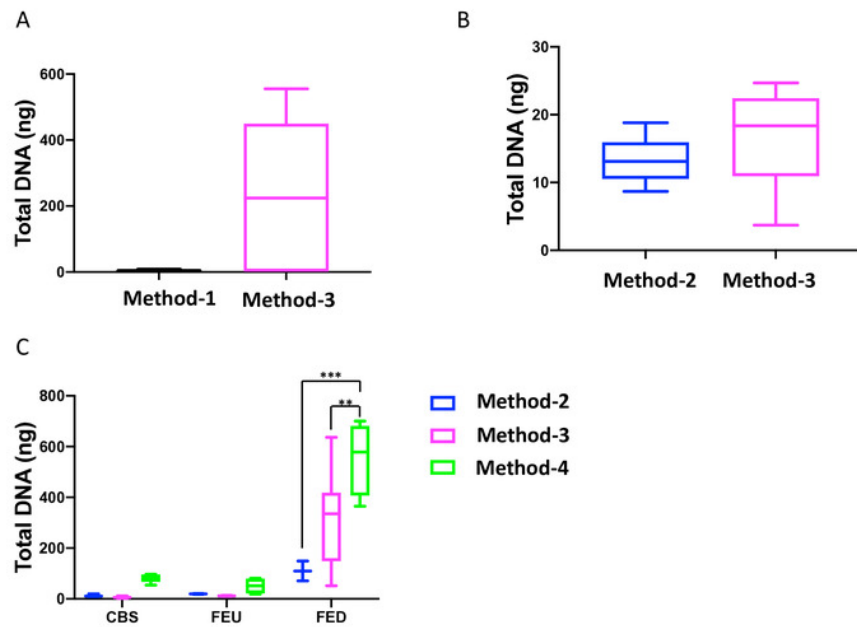 A
Total DNA (ng)
600
400
200
0
Method-1 Method-3
B
Total DNA (ng)
30
20
10
0
Method-2 Method-3
C
Total DNA (ng)
800
600
400
200
0
***
**
CBS FEU FED
Method-2
Method-3
Method-4